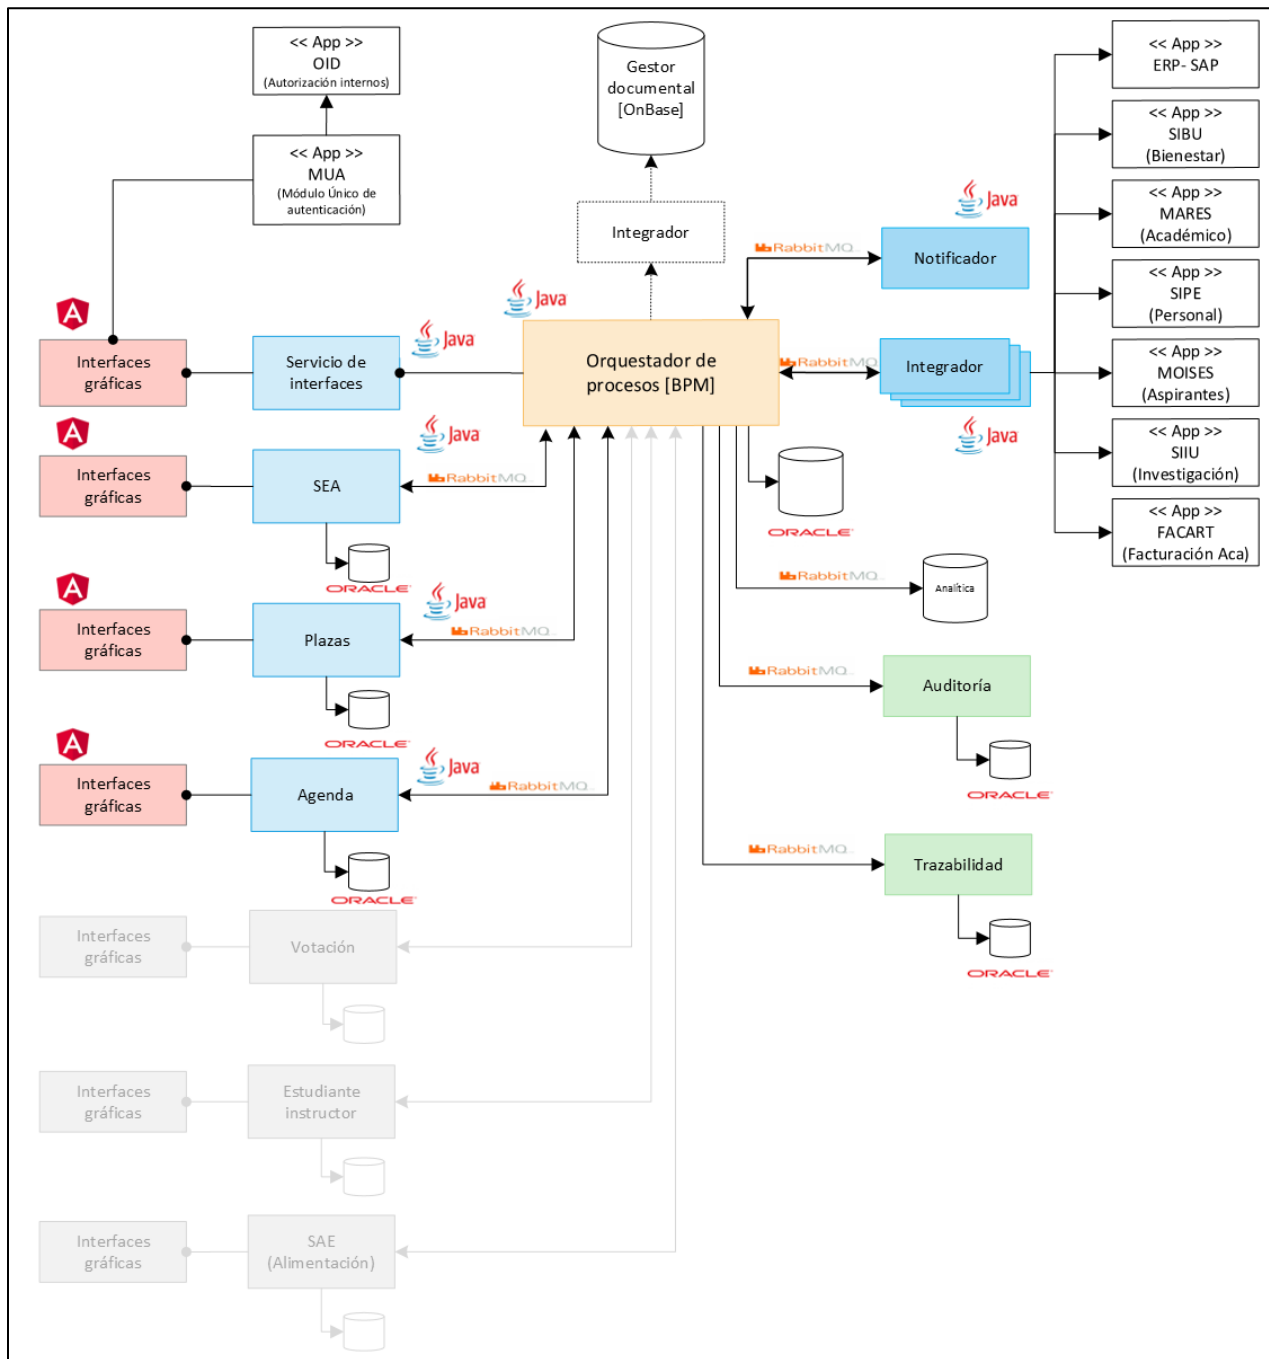 << App >>
OID
(Autorización internos)
<< App >>
MUA
(Módulo Único de
autenticación)
Gestor
documental
[OnBase]
Integrador
<< App >>
ERP- SAP
<< App >>
SIBU
(Bienestar)
<< App >>
MARES
(Académico)
<< App >>
SIPE
(Personal)
<< App >>
MOISES
(Aspirantes)
<< App >>
SIIU
(Investigación)
<< App >>
FACART
(Facturación Aca)
Java
RabbitMQ
Notificador
Java
Orquestador de
procesos [BPM]
RabbitMQ
Integrador
Java
A
Interfaces
gráficas
Servicio de
interfaces
Java
A
Interfaces
gráficas
SEA
Java
RabbitMQ
ORACLE
ORACLE
RabbitMQ
Analítica
A
Interfaces
gráficas
Plazas
Java
RabbitMQ
ORACLE
RabbitMQ
Auditoría
ORACLE
A
Interfaces
gráficas
Agenda
Java
RabbitMQ
ORACLE
RabbitMQ
Trazabilidad
ORACLE
Interfaces
gráficas
Votación
Interfaces
gráficas
Estudiante
instructor
Interfaces
gráficas
SAE
(Alimentación)